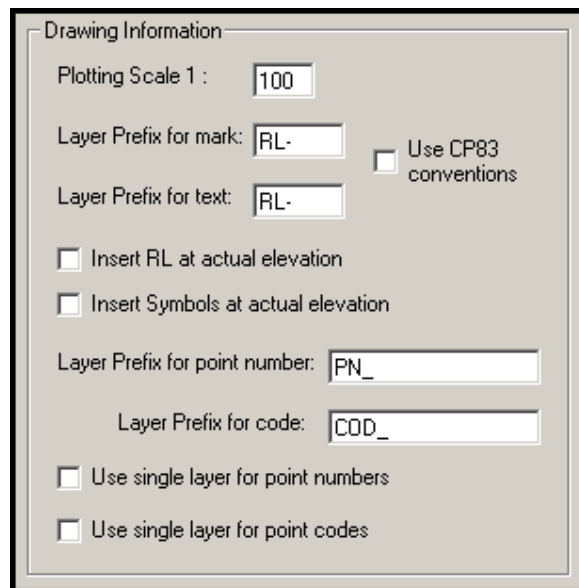 Drawing Information
Plotting Scale 1 : 100
Layer Prefix for mark: RL-
Use CP83
conventions
Layer Prefix for text: RL-
Insert RL at actual elevation
Insert Symbols at actual elevation
Layer Prefix for point number: PN_
Layer Prefix for code: COD_
Use single layer for point numbers
Use single layer for point codes